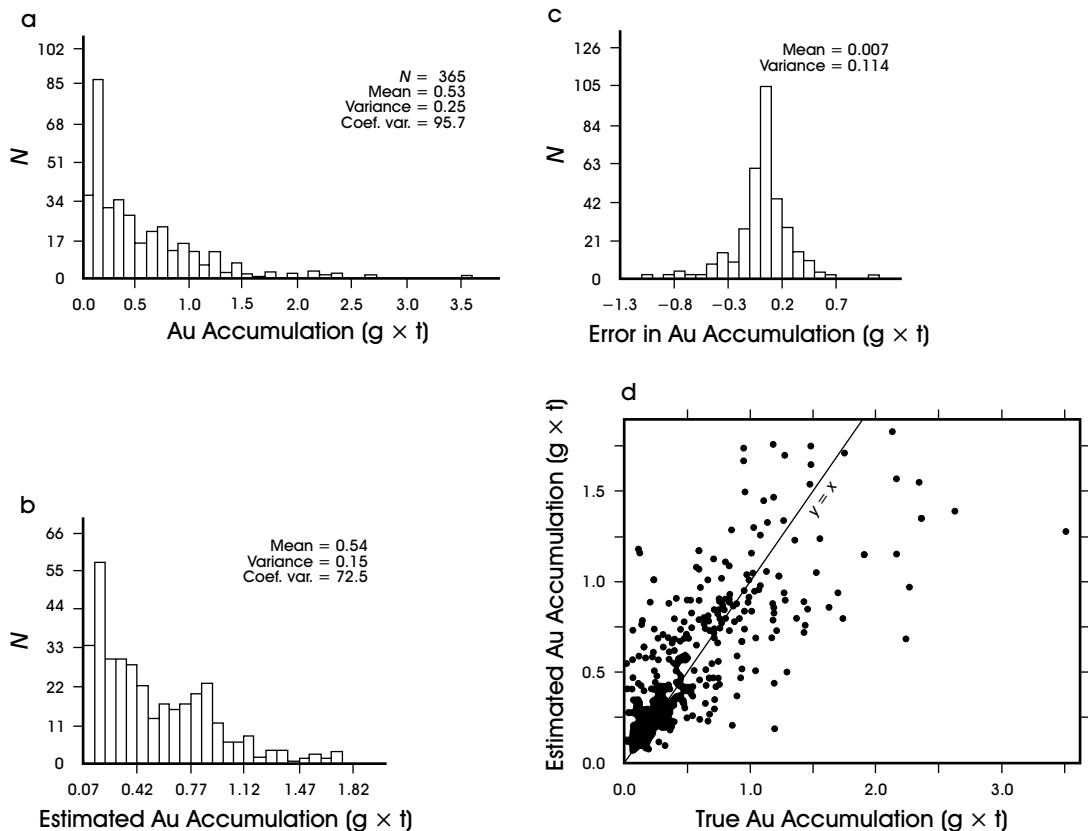 a
102
85
68
51
34
17
0
N
N = 365
Mean = 0.53
Variance = 0.25
Coef. var. = 95.7
0.0 0.5 1.0 1.5 2.0 2.5 3.0 3.5
Au Accumulation (g × t)
c
126
105
84
63
42
21
0
N
Mean = 0.007
Variance = 0.114
−1.3 −0.8 −0.3 0.2 0.7
Error in Au Accumulation (g × t)
b
66
55
44
33
22
11
0
N
Mean = 0.54
Variance = 0.15
Coef. var. = 72.5
0.07 0.42 0.77 1.12 1.47 1.82
Estimated Au Accumulation (g × t)
d
Estimated Au Accumulation (g × t)
1.5
1.0
0.5
0.0
y = x
0.0 1.0 2.0 3.0
True Au Accumulation (g × t)